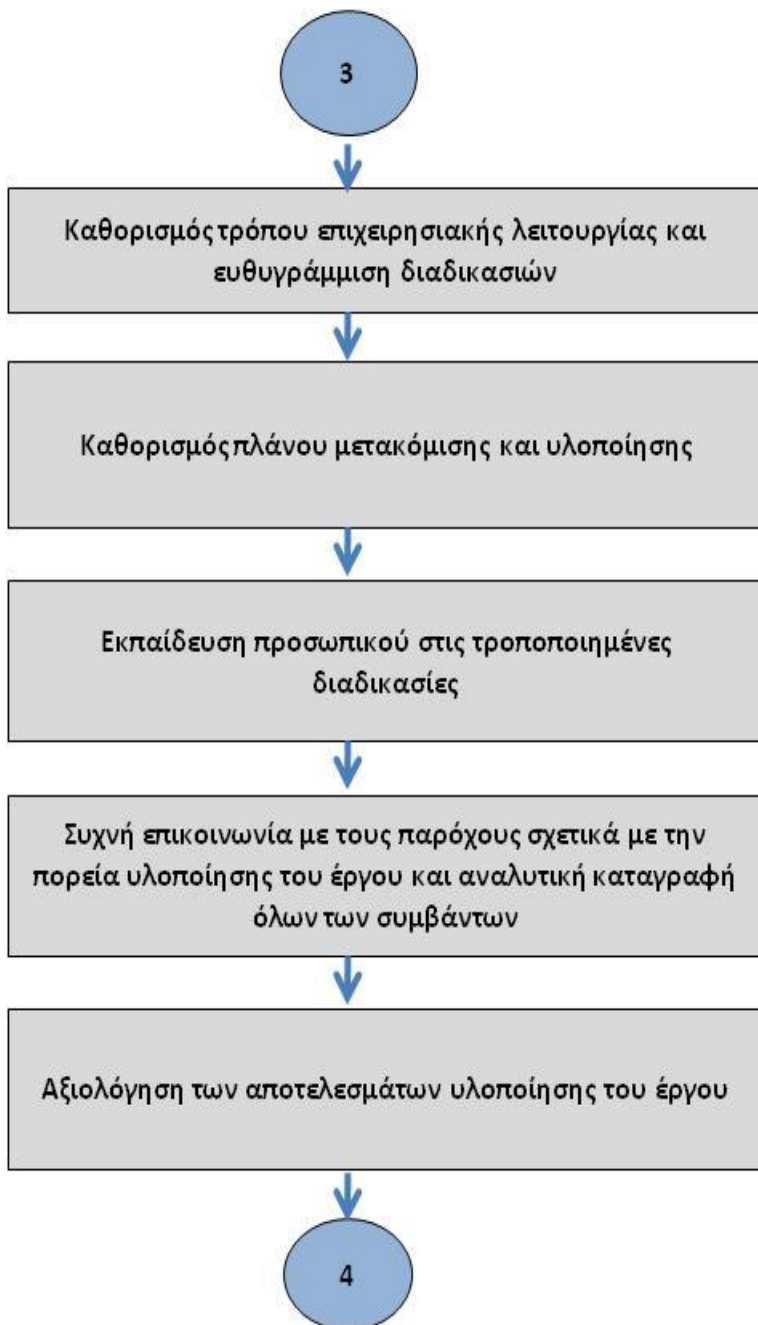 3
Καθορισμός τρόπου επιχειρησιακής λειτουργίας και
ευθυγράμμιση διαδικασιών
Καθορισμός πλάνου μετακόμισης και υλοποίησης
Εκπαίδευση προσωπικού στις τροποποιημένες
διαδικασίες
Συχνή επικοινωνία με τους παρόχους σχετικά με την
πορεία υλοποίησης του έργου και αναλυτική καταγραφή
όλων των συμβάντων
Αξιολόγηση των αποτελεσμάτων υλοποίησης του έργου
4